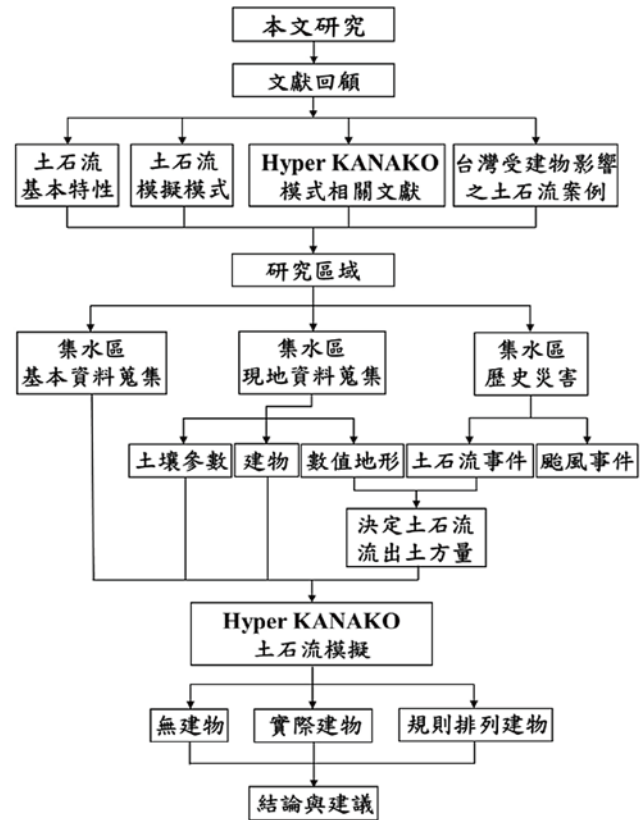 本文研究
文獻回顧
土石流
基本特性
土石流
模擬模式
Hyper KANAKO
模式相關文獻
台灣受建物影響
之土石流案例
研究區域
集水區
基本資料蒐集
集水區
現地資料蒐集
集水區
歷史災害
土壤參數
建物
數值地形
土石流事件
颱風事件
決定土石流
流出土方量
Hyper KANAKO
土石流模擬
無建物
實際建物
規則排列建物
結論與建議